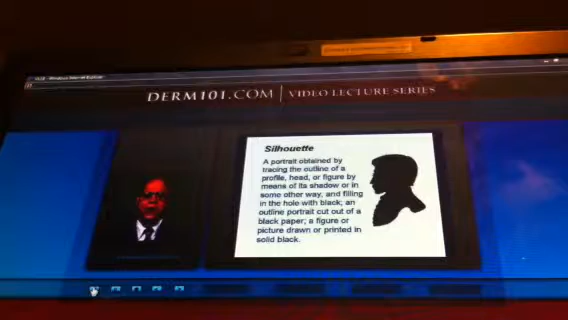 DERM101.COM | VIDEO LECTURE SERIES
Silhouette
A portrait obtained by
tracing the outline of a
profile, head, or figure by
means of its shadow or in
some other way, and filling
in the hole with black; an
outline portrait cut out of a
black paper; a figure or
picture drawn or printed in
solid black.